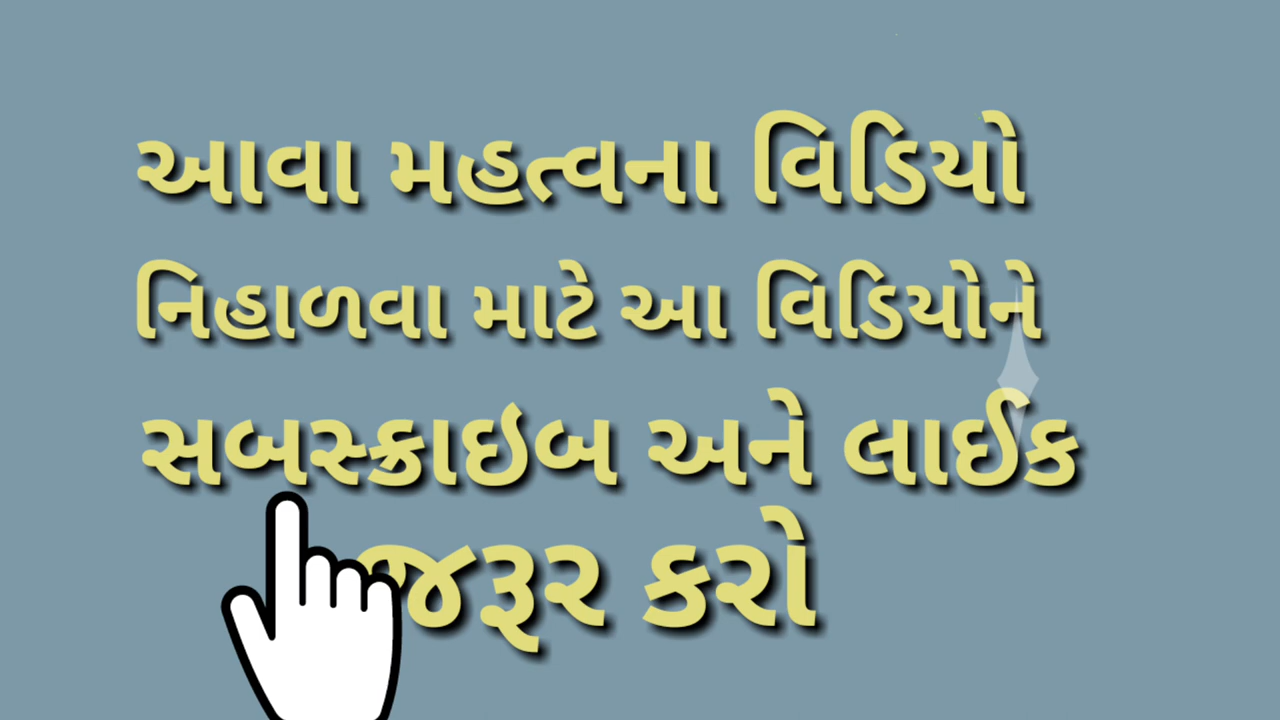 આવા મહત્વના વિડિયો
નિહાળવા માટે આ વિડિયોને
સબસ્ક્રાઇબ અને લાઈક
જરૂર કરો